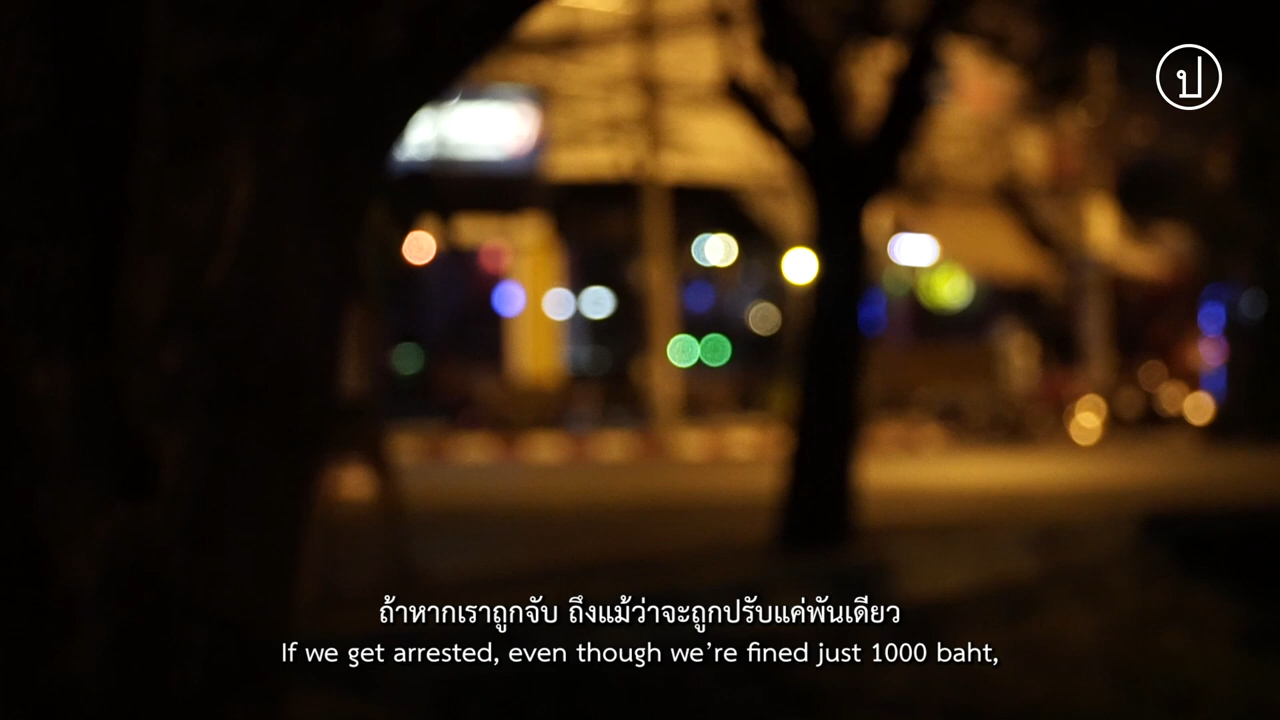 ป
ถ้าหากเราถูกจับ ถึงแม้ว่าจะถูกปรับแค่พันเดียว
If we get arrested, even though we're fined just 1000 baht,